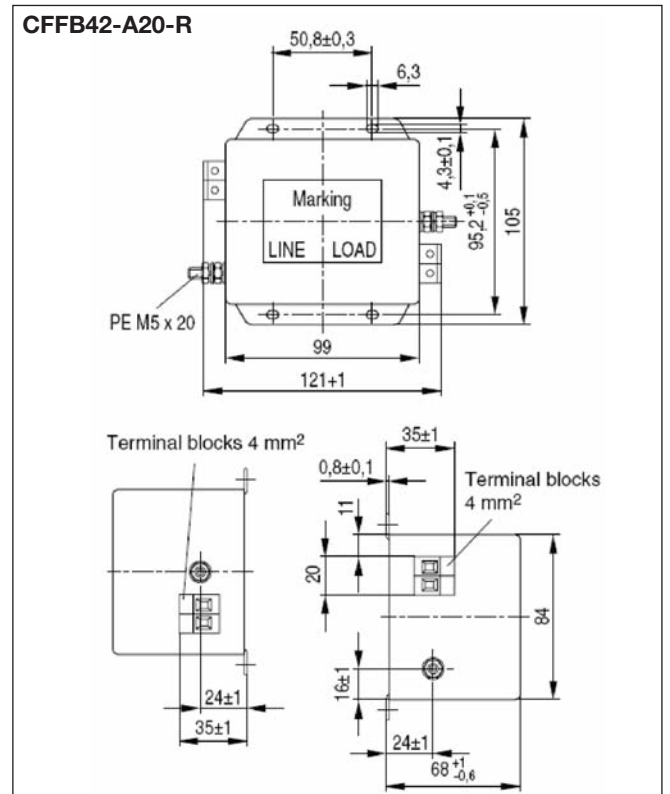 CFFB42-A20-R
50,8±0,3
6,3
4,3±0,1
95,2 +0,1 -0,5
105
Marking
LINE LOAD
PE M5 x 20
99
121+1
Terminal blocks 4 mm²
24±1
35±1
35±1
0,8±0,1
Terminal blocks
4 mm²
11
20
84
16±1
24±1
68 +1 -0,6